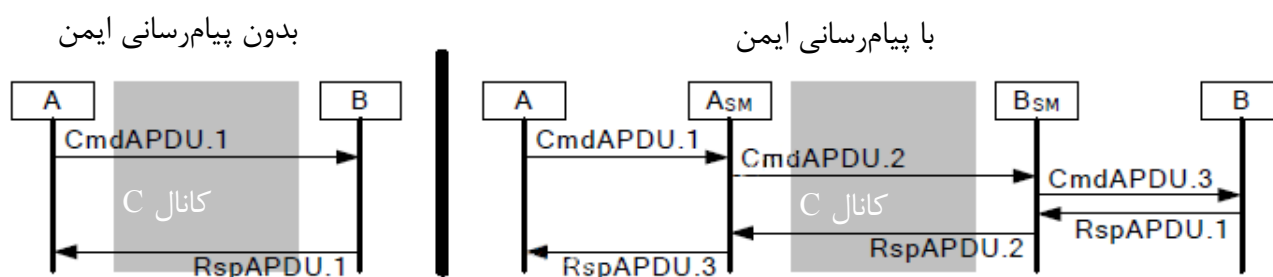 بدون پیام‌رسانی ایمن
A B
CmdAPDU.1
کانال C
RspAPDU.1
با پیام‌رسانی ایمن
A ASM BSM B
CmdAPDU.1
CmdAPDU.2
CmdAPDU.3
کانال C
RspAPDU.1
RspAPDU.2
RspAPDU.3